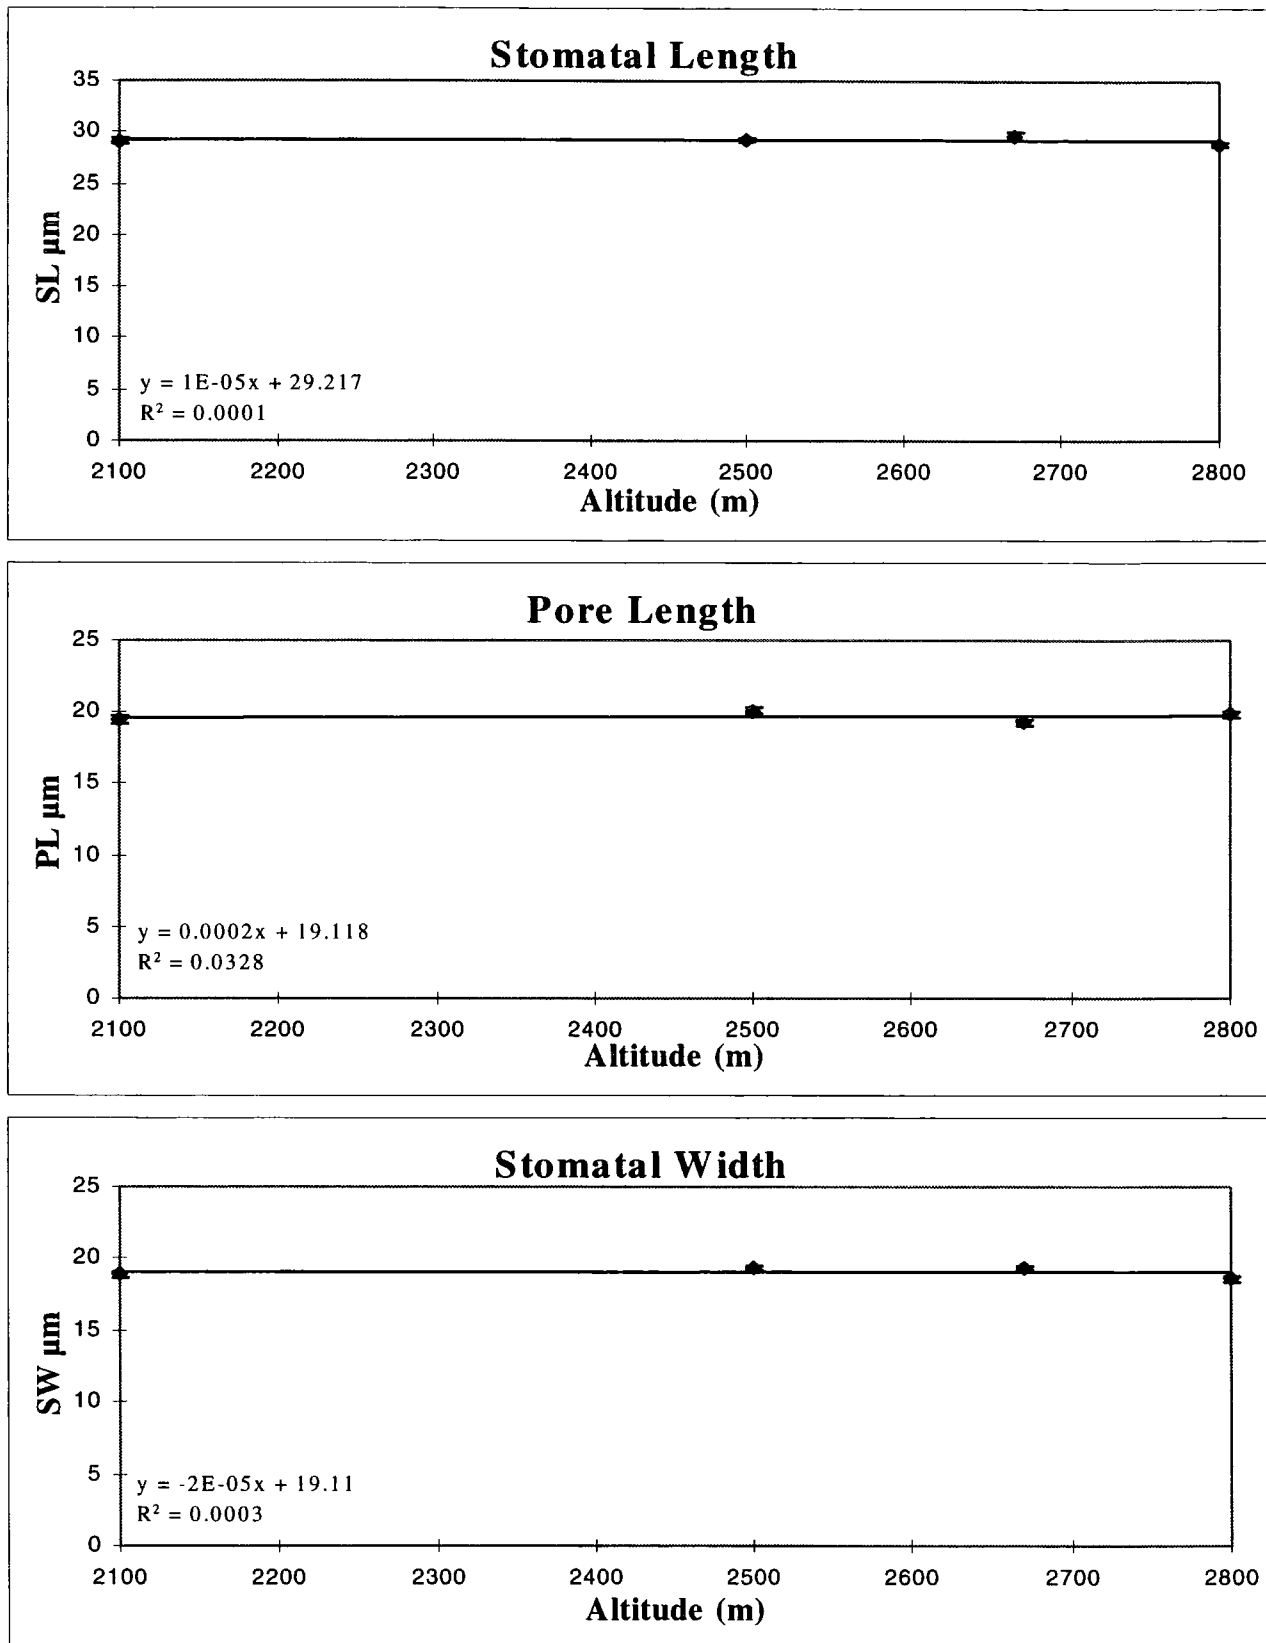 Stomatal Length
35
30
25
20
15
10
5
0
SL µm
y = 1E-05x + 29.217
R² = 0.0001
2100 2200 2300 2400 2500 2600 2700 2800
Altitude (m)
Pore Length
25
20
15
10
5
0
PL µm
y = 0.0002x + 19.118
R² = 0.0328
2100 2200 2300 2400 2500 2600 2700 2800
Altitude (m)
Stomatal Width
25
20
15
10
5
0
SW µm
y = -2E-05x + 19.11
R² = 0.0003
2100 2200 2300 2400 2500 2600 2700 2800
Altitude (m)